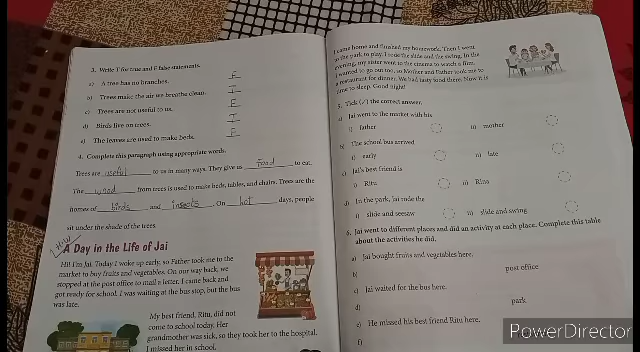 3. Write T for true and F false statements.
a) A tree has no branches. F
b) Trees make the air we breathe clean. T
c) Trees are not useful to us. F
d) Birds live on trees. T
e) The leaves are used to make beds. F
4. Complete this paragraph using appropriate words.
Trees are useful to us in many ways. They give us food to eat.
The wood from trees is used to make beds, tables, and chairs. Trees are the
homes of birds and insects. On hot days, people
sit under the shade of the trees.
H.W
A Day in the Life of Jai
Hi! I'm Jai. Today I woke up early, so Father took me to the
market to buy fruits and vegetables. On our way back, we
stopped at the post office to mail a letter. I came back and
got ready for school. I was waiting at the bus stop, but the bus
was late.
My best friend, Ritu, did not
come to school today. Her
grandmother was sick, so they took her to the hospital.
I missed her in school.
I came home and finished my homework. Then I went
to the park to play. I rode the slide and the swing. In the
evening, my sister went to the cinema to watch a film.
I wanted to go out too, so Mother and Father took me to
a restaurant for dinner. We had tasty food there. Now it is
time to sleep. Good night!
5. Tick (✓) the correct answer.
a) Jai went to the market with his
i) father ii) mother
b) The school bus arrived
i) early ii) late
c) Jai's best friend is
i) Ritu ii) Rina
d) In the park, Jai rode the
i) slide and seesaw ii) slide and swing
6. Jai went to different places and did an activity at each place. Complete this table
about the activities he did.
a) Jai bought fruits and vegetables here.
b) post office
c) Jai waited for the bus here.
d) park
e) He missed his best friend Ritu here.
f)
PowerDirector